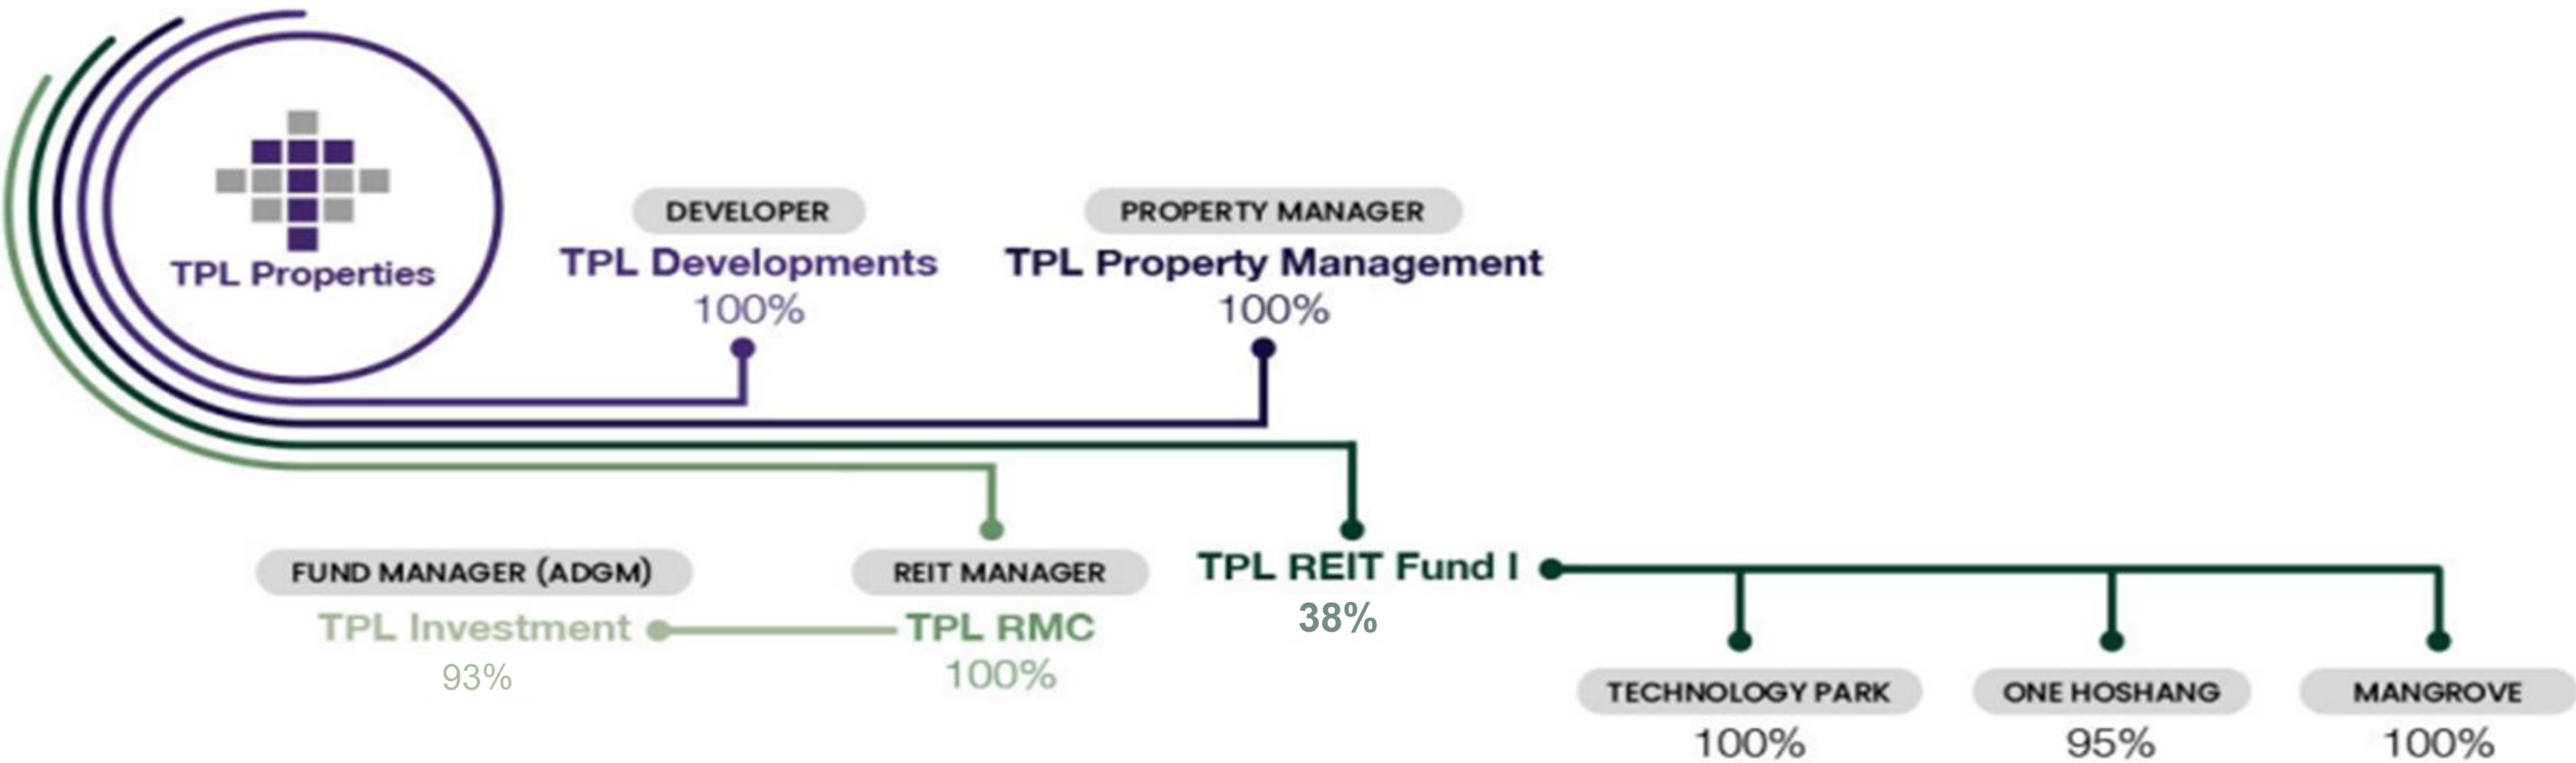 TPL Properties
DEVELOPER
TPL Developments
100%
PROPERTY MANAGER
TPL Property Management
100%
FUND MANAGER (ADGM)
TPL Investment
93%
REIT MANAGER
TPL RMC
100%
TPL REIT Fund I
38%
TECHNOLOGY PARK
100%
ONE HOSHANG
95%
MANGROVE
100%